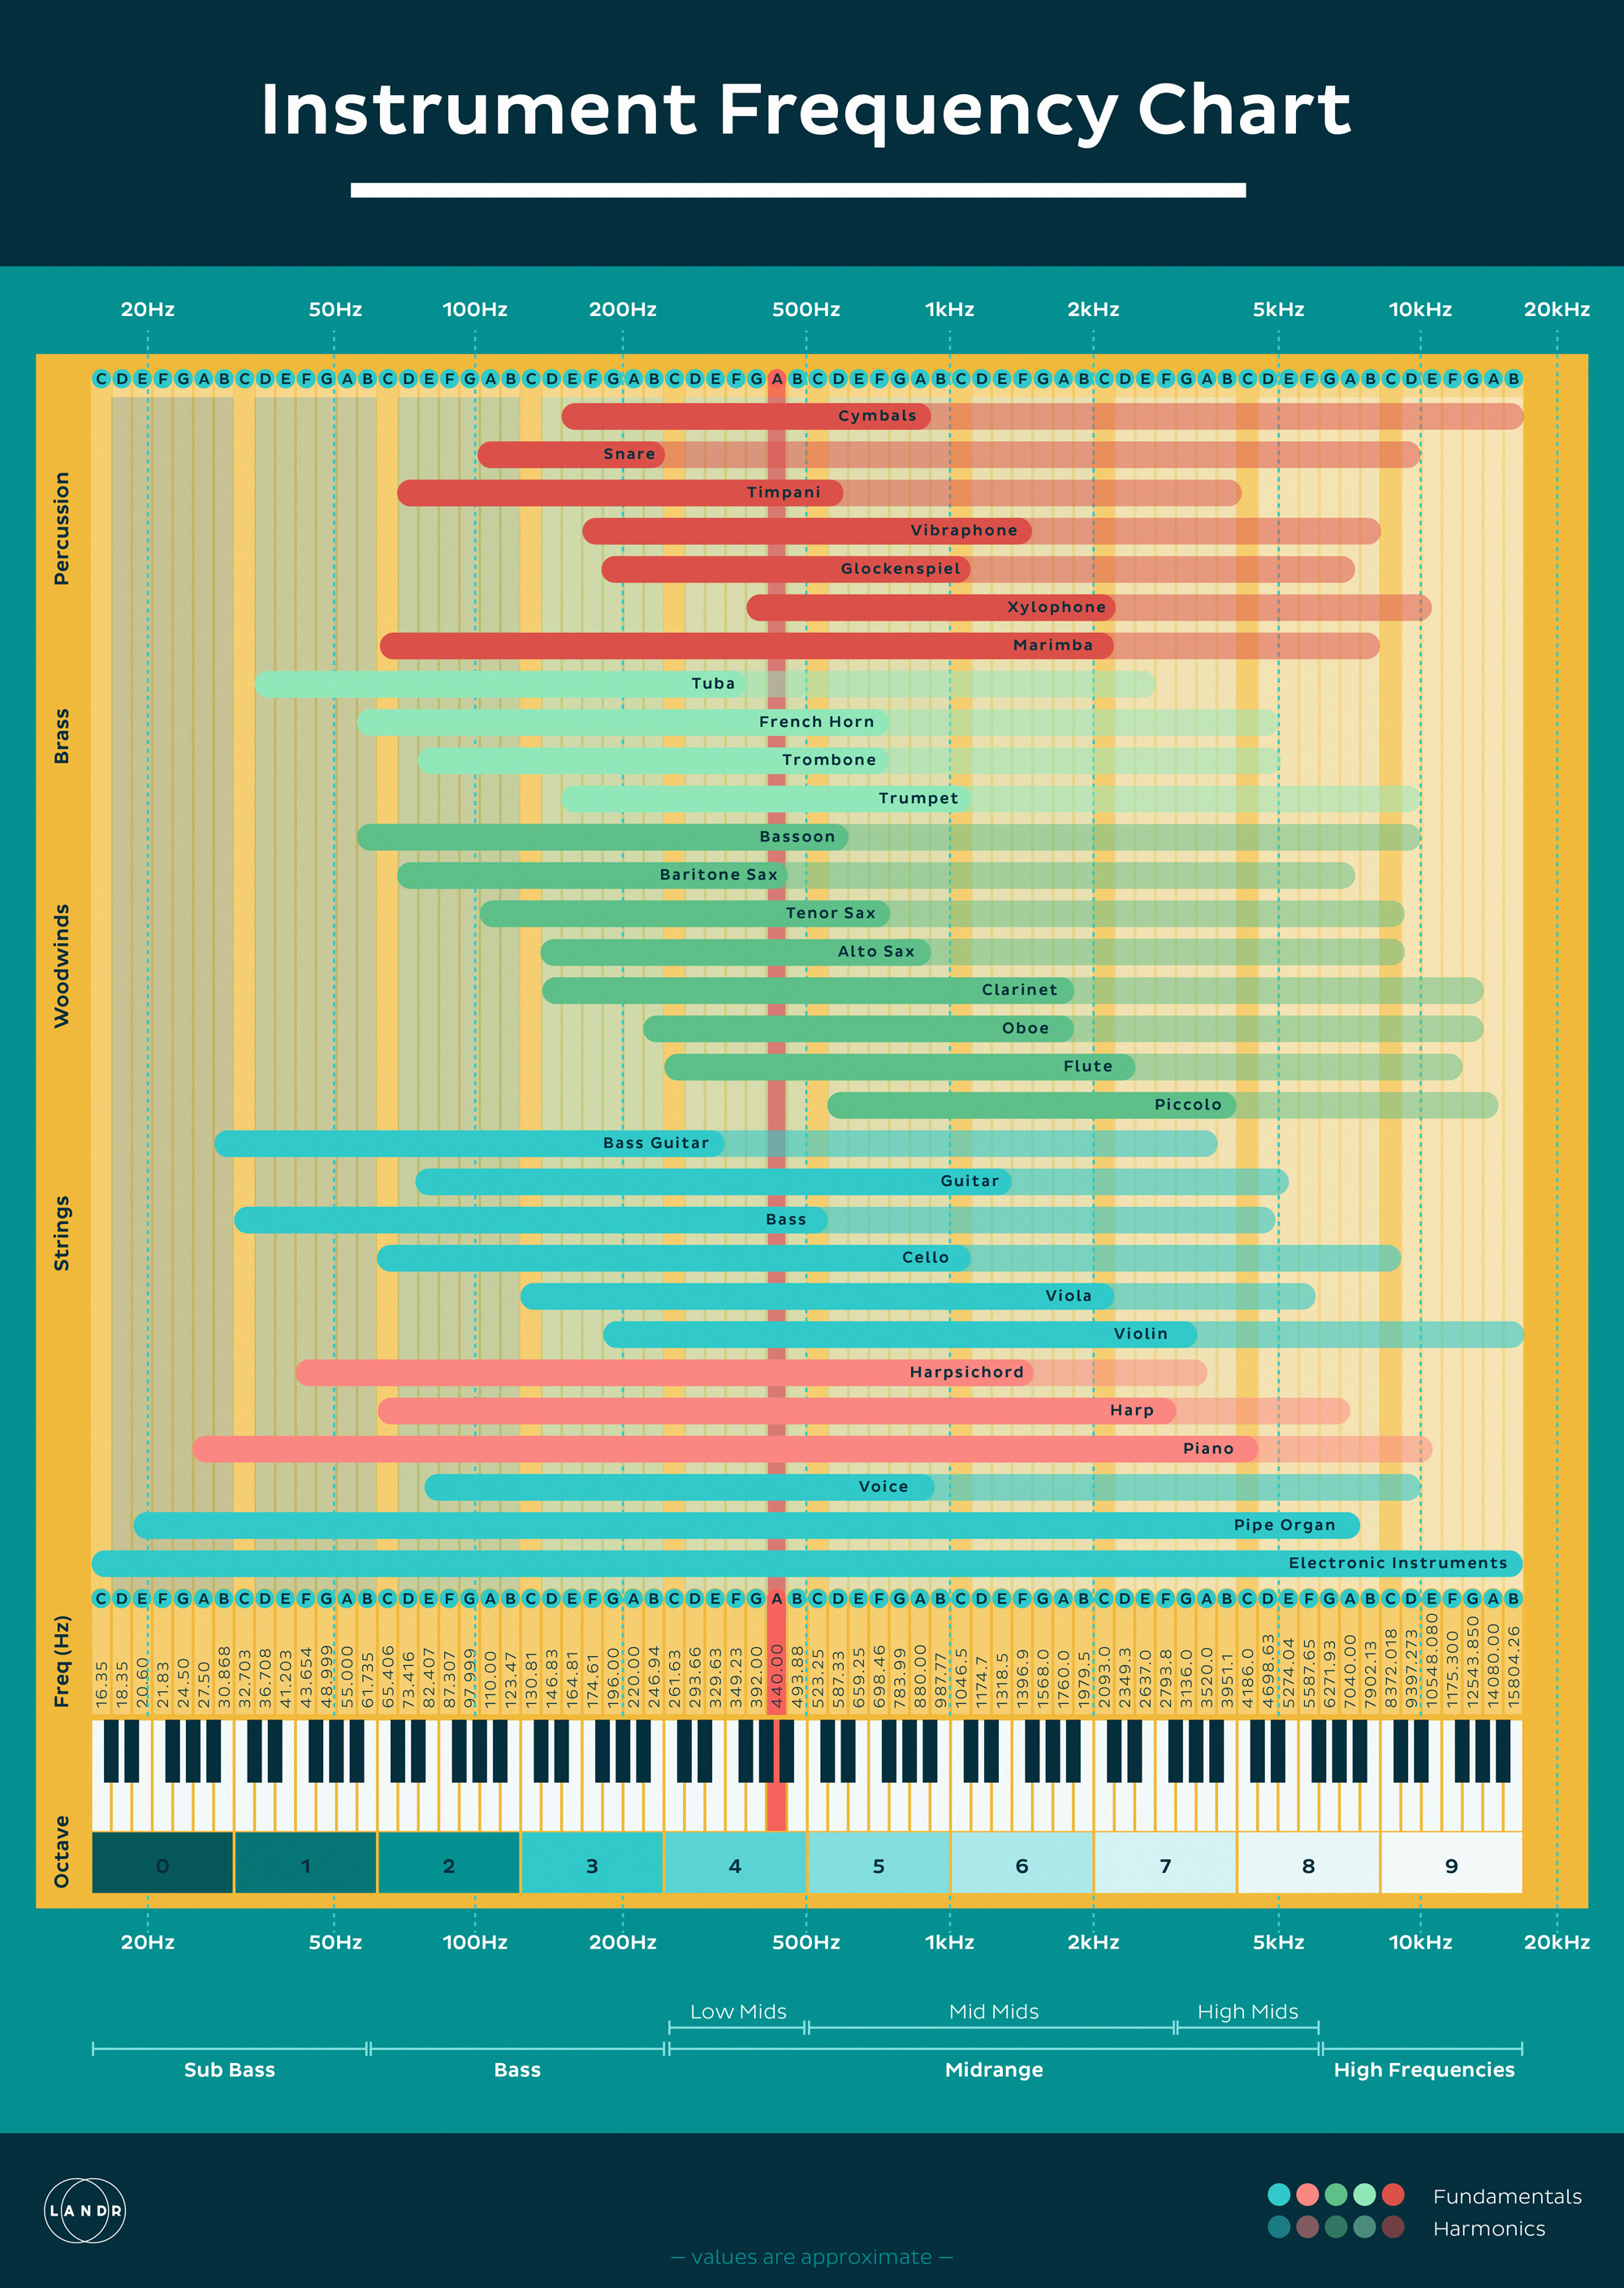 Instrument Frequency Chart
20Hz 50Hz 100Hz 200Hz 500Hz 1kHz 2kHz 5kHz 10kHz 20kHz
C D E F G A B C D E F G A B C D E F G A B C D E F G A B C D E F G A B C D E F G A B C D E F G A B C D E F G A B C D E F G A B C D E F G A B
Percussion
Cymbals
Snare
Timpani
Vibraphone
Glockenspiel
Xylophone
Marimba
Brass
Tuba
French Horn
Trombone
Trumpet
Woodwinds
Bassoon
Baritone Sax
Tenor Sax
Alto Sax
Clarinet
Oboe
Flute
Piccolo
Strings
Bass Guitar
Guitar
Bass
Cello
Viola
Violin
Harpsichord
Harp
Piano
Voice
Pipe Organ
Electronic Instruments
C D E F G A B C D E F G A B C D E F G A B C D E F G A B C D E F G A B C D E F G A B C D E F G A B C D E F G A B C D E F G A B C D E F G A B
Freq (Hz)
16.35 18.35 20.60 21.83 24.50 27.50 30.868 32.703 36.708 41.203 43.654 48.999 55.000 61.735 65.406 73.416 82.407 87.307 97.999 110.00 123.47 130.81 146.83 164.81 174.61 196.00 220.00 246.94 261.63 293.66 329.63 349.23 392.00 440.00 493.88 523.25 587.33 659.25 698.46 783.99 880.00 987.77 1046.5 1174.7 1318.5 1396.9 1568.0 1760.0 1979.5 2093.0 2349.3 2637.0 2793.8 3136.0 3520.0 3951.1 4186.0 4698.63 5274.04 5587.65 6271.93 7040.00 7902.13 8372.018 9397.273 10548.080 1175.300 12543.850 14080.00 15804.26
Octave
0 1 2 3 4 5 6 7 8 9
20Hz 50Hz 100Hz 200Hz 500Hz 1kHz 2kHz 5kHz 10kHz 20kHz
Low Mids Mid Mids High Mids
Sub Bass Bass Midrange High Frequencies
LANDR
Fundamentals
Harmonics
— values are approximate —